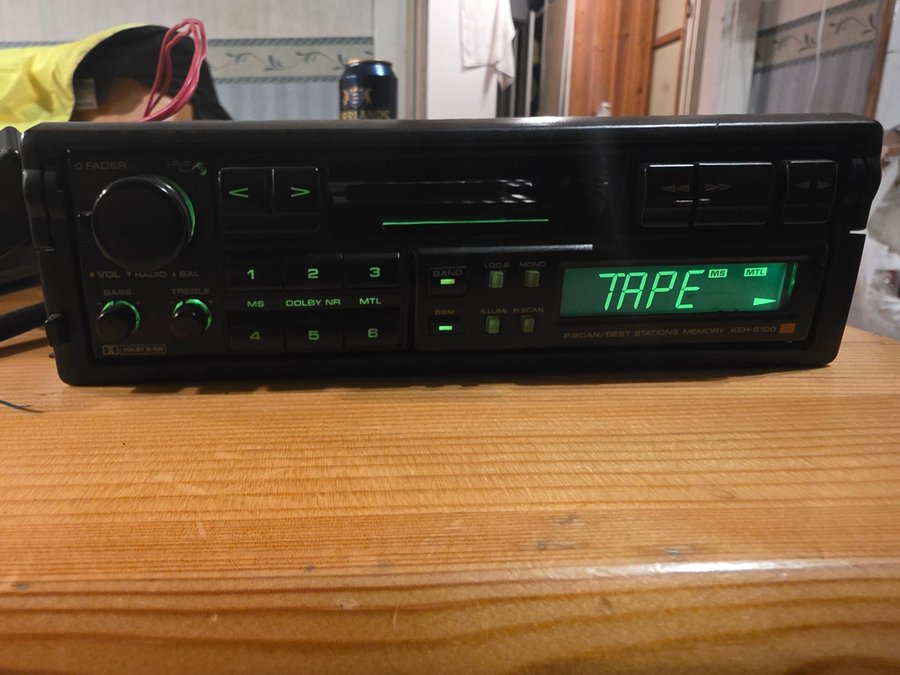 FADER
LOUD
< >
VOL ▼ RADIO ▲ BAL
BASS TREBLE
DOLBY B NR
1 2 3
MS DOLBY NR MTL
4 5 6
BAND LOC.S MONO
BSM ILLUMI P.SCAN
TAPE MS MTL
P.SCAN/BEST STATIONS MEMORY KEH-6100